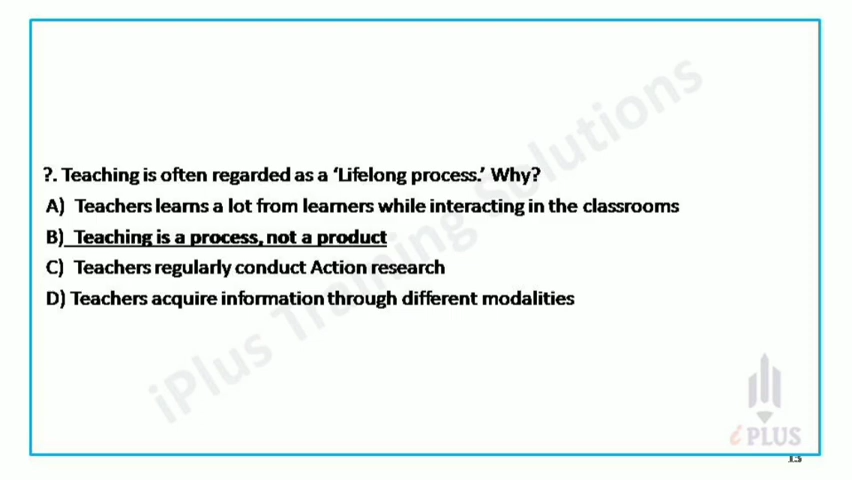 ?. Teaching is often regarded as a ‘Lifelong process.’ Why?
A) Teachers learns a lot from learners while interacting in the classrooms
B) Teaching is a process, not a product
C) Teachers regularly conduct Action research
D) Teachers acquire information through different modalities
iPlus Training Solutions
i PLUS
13